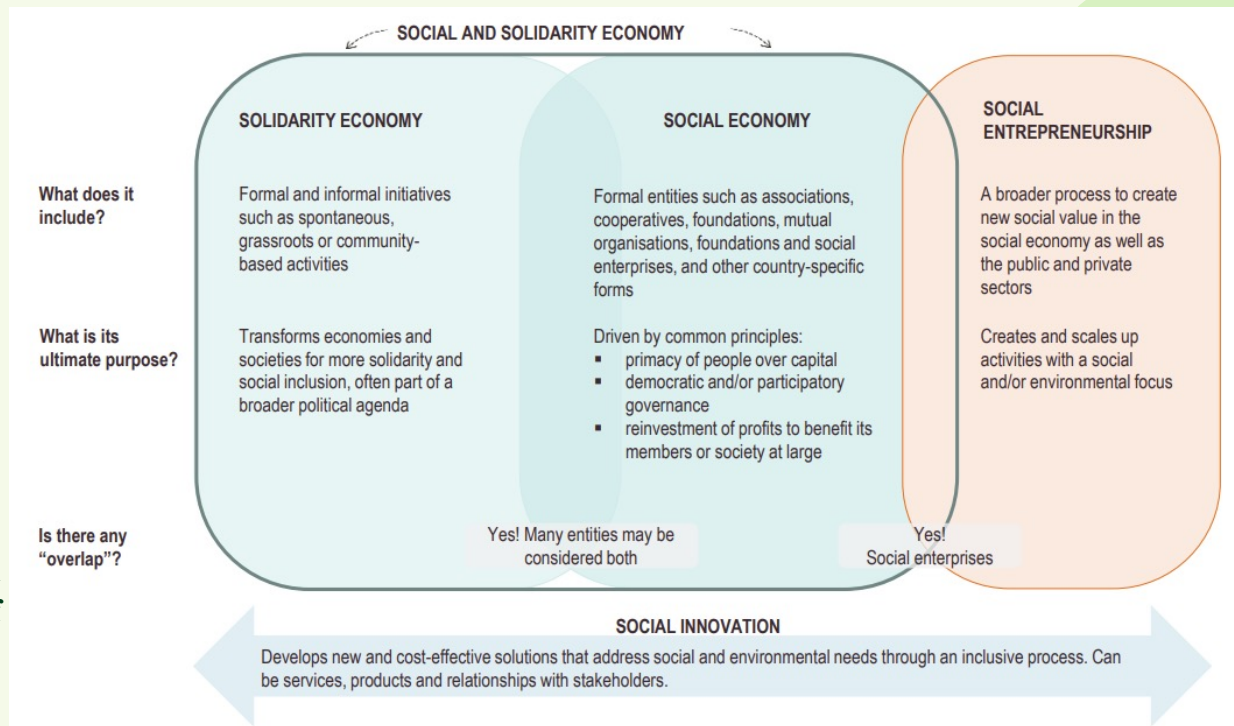 SOCIAL AND SOLIDARITY ECONOMY
SOLIDARITY ECONOMY
SOCIAL ECONOMY
SOCIAL
ENTREPRENEURSHIP
What does it
include?
Formal and informal initiatives
such as spontaneous,
grassroots or community-
based activities
Formal entities such as associations,
cooperatives, foundations, mutual
organisations, foundations and social
enterprises, and other country-specific
forms
A broader process to create
new social value in the
social economy as well as
the public and private
sectors
What is its
ultimate purpose?
Transforms economies and
societies for more solidarity and
social inclusion, often part of a
broader political agenda
Driven by common principles:
▪ primacy of people over capital
▪ democratic and/or participatory
governance
▪ reinvestment of profits to benefit its
members or society at large
Creates and scales up
activities with a social
and/or environmental focus
Is there any
“overlap”?
Yes! Many entities may be
considered both
Yes!
Social enterprises
SOCIAL INNOVATION
Develops new and cost-effective solutions that address social and environmental needs through an inclusive process. Can
be services, products and relationships with stakeholders.